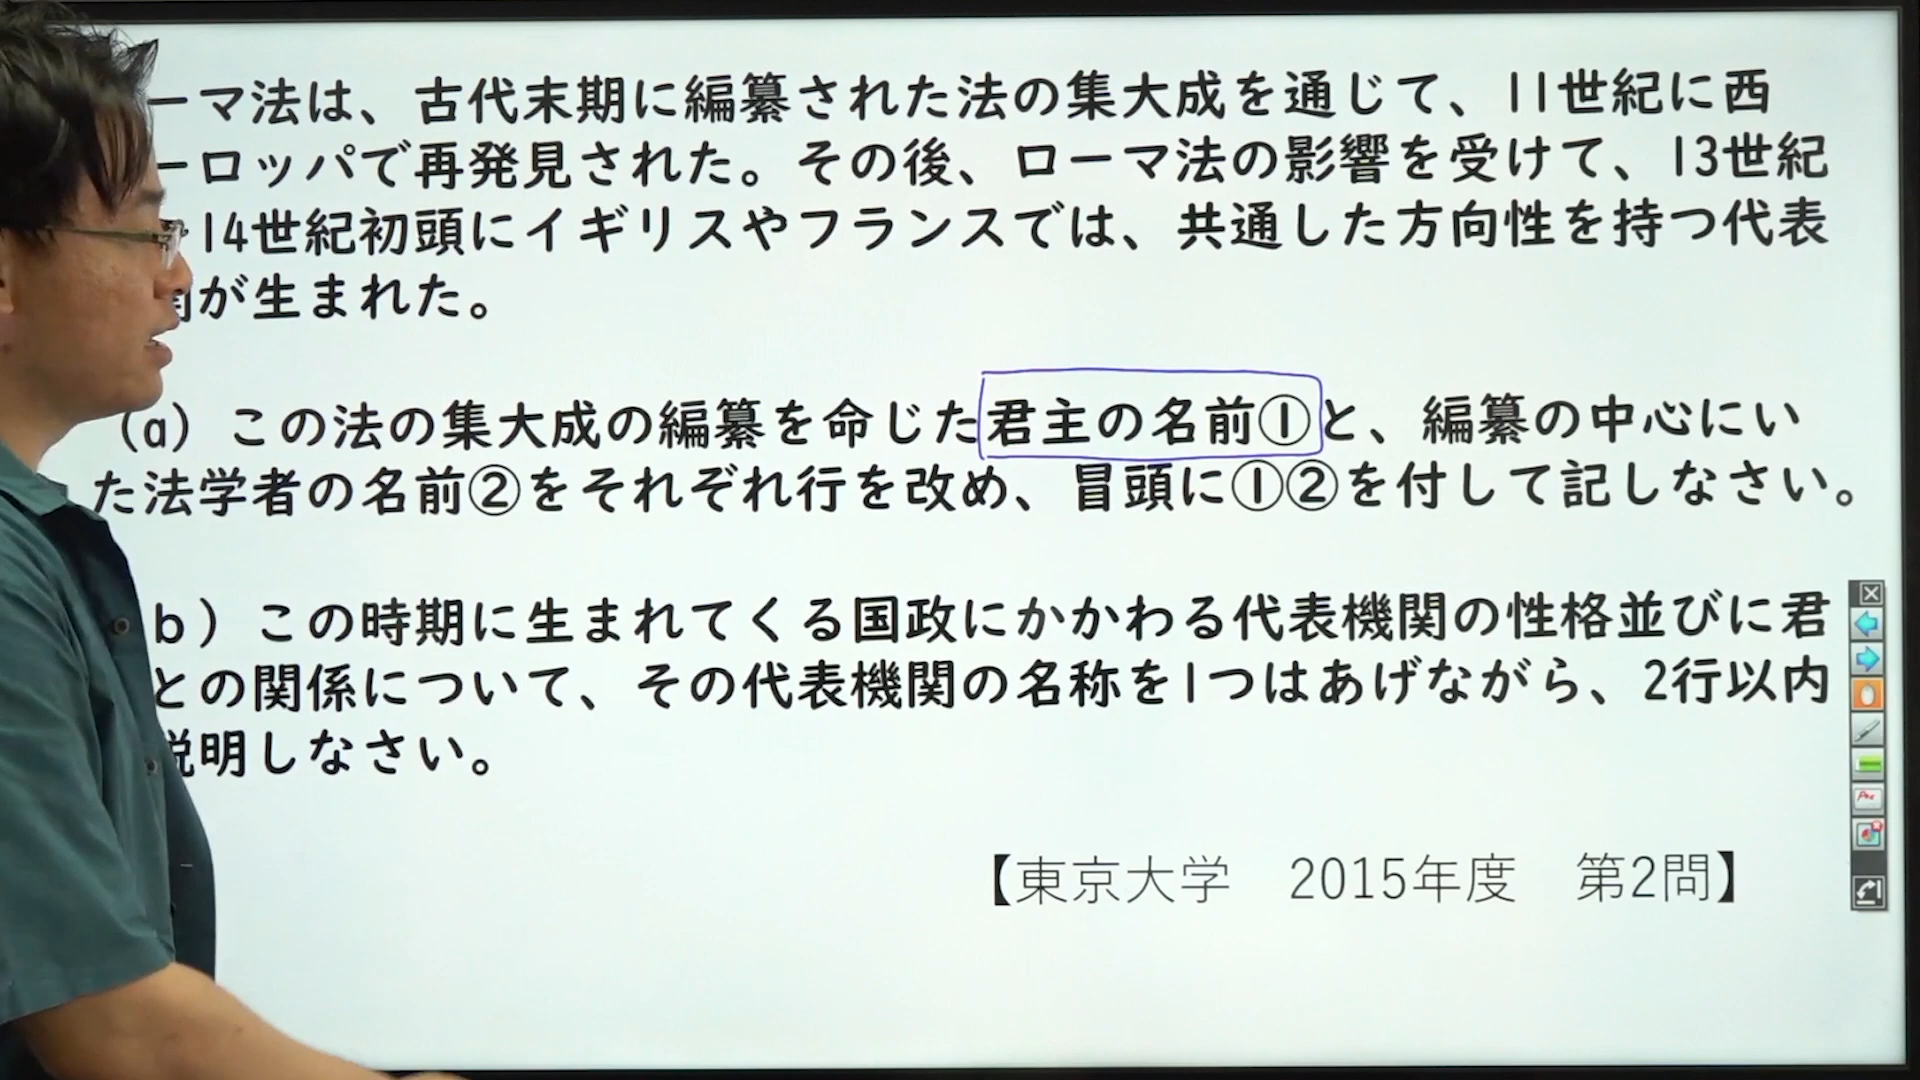 ーマ法は、古代末期に編纂された法の集大成を通じて、11世紀に西
ーロッパで再発見された。その後、ローマ法の影響を受けて、13世紀
14世紀初頭にイギリスやフランスでは、共通した方向性を持つ代表
が生まれた。
（a）この法の集大成の編纂を命じた君主の名前①と、編纂の中心にい
た法学者の名前②をそれぞれ行を改め、冒頭に①②を付して記しなさい。
b）この時期に生まれてくる国政にかかわる代表機関の性格並びに君
との関係について、その代表機関の名称を1つはあげながら、2行以内
説明しなさい。
【東京大学　2015年度　第2問】